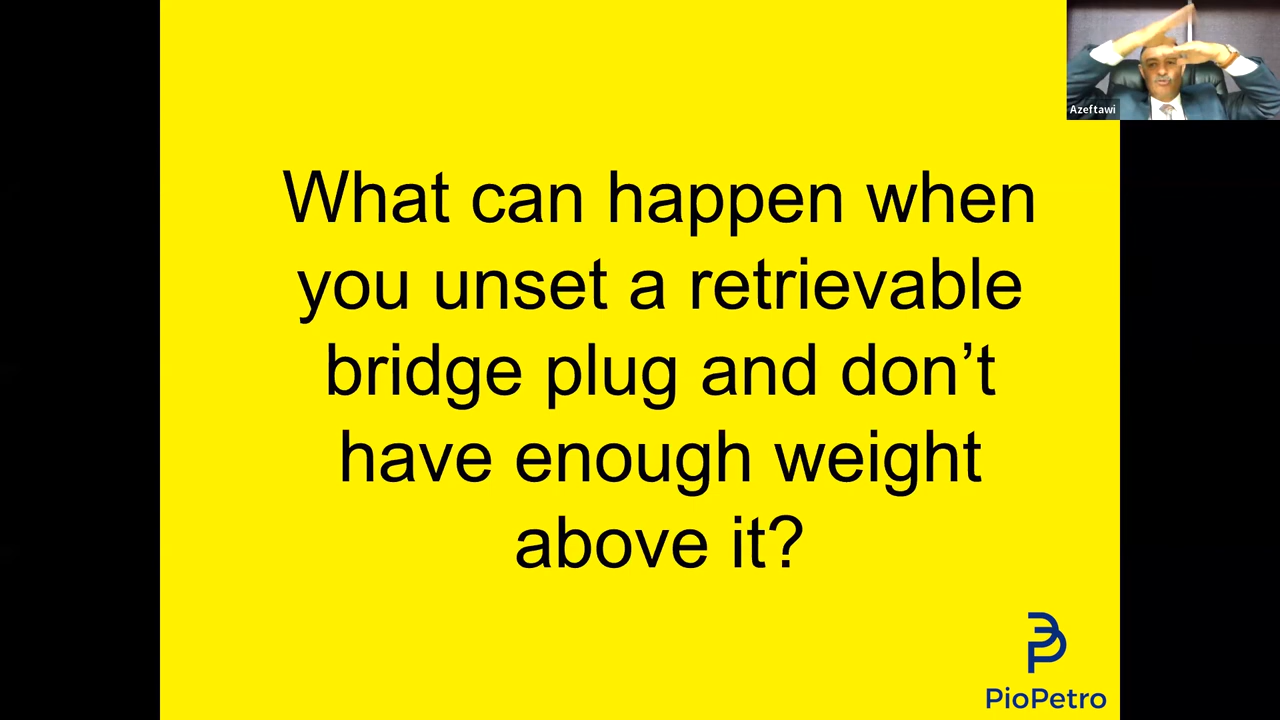 Azeftawi
What can happen when
you unset a retrievable
bridge plug and don’t
have enough weight
above it?
PioPetro